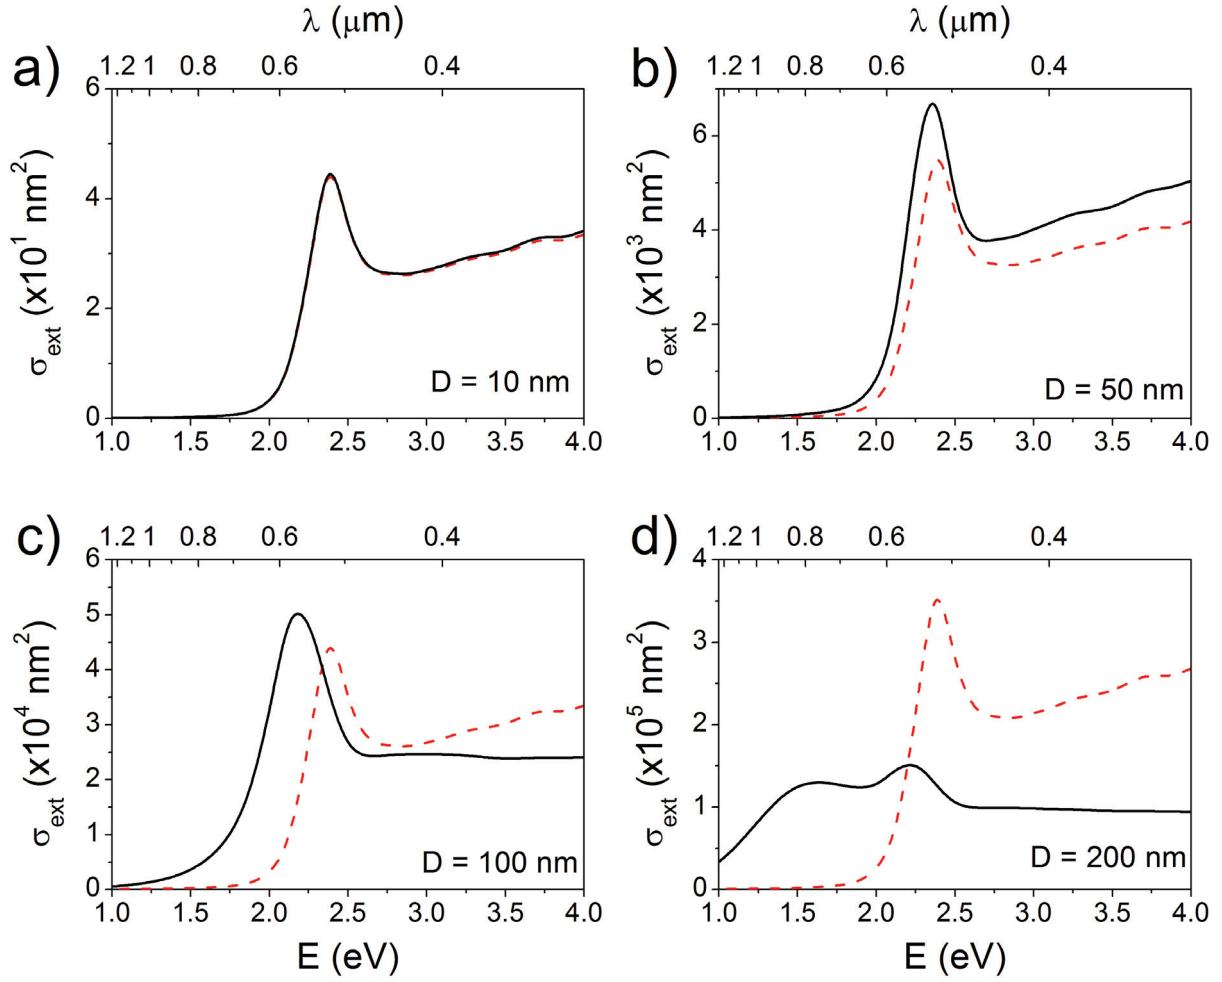 λ (μm)
λ (μm)
a)
1.2 1 0.8 0.6 0.4
b)
1.2 1 0.8 0.6 0.4
σext (x10¹ nm²)
6
4
2
0
D = 10 nm
1.0 1.5 2.0 2.5 3.0 3.5 4.0
σext (x10³ nm²)
6
4
2
0
D = 50 nm
1.0 1.5 2.0 2.5 3.0 3.5 4.0
c)
1.2 1 0.8 0.6 0.4
d)
1.2 1 0.8 0.6 0.4
σext (x10⁴ nm²)
6
5
4
3
2
1
0
D = 100 nm
1.0 1.5 2.0 2.5 3.0 3.5 4.0
E (eV)
σext (x10⁵ nm²)
4
3
2
1
0
D = 200 nm
1.0 1.5 2.0 2.5 3.0 3.5 4.0
E (eV)